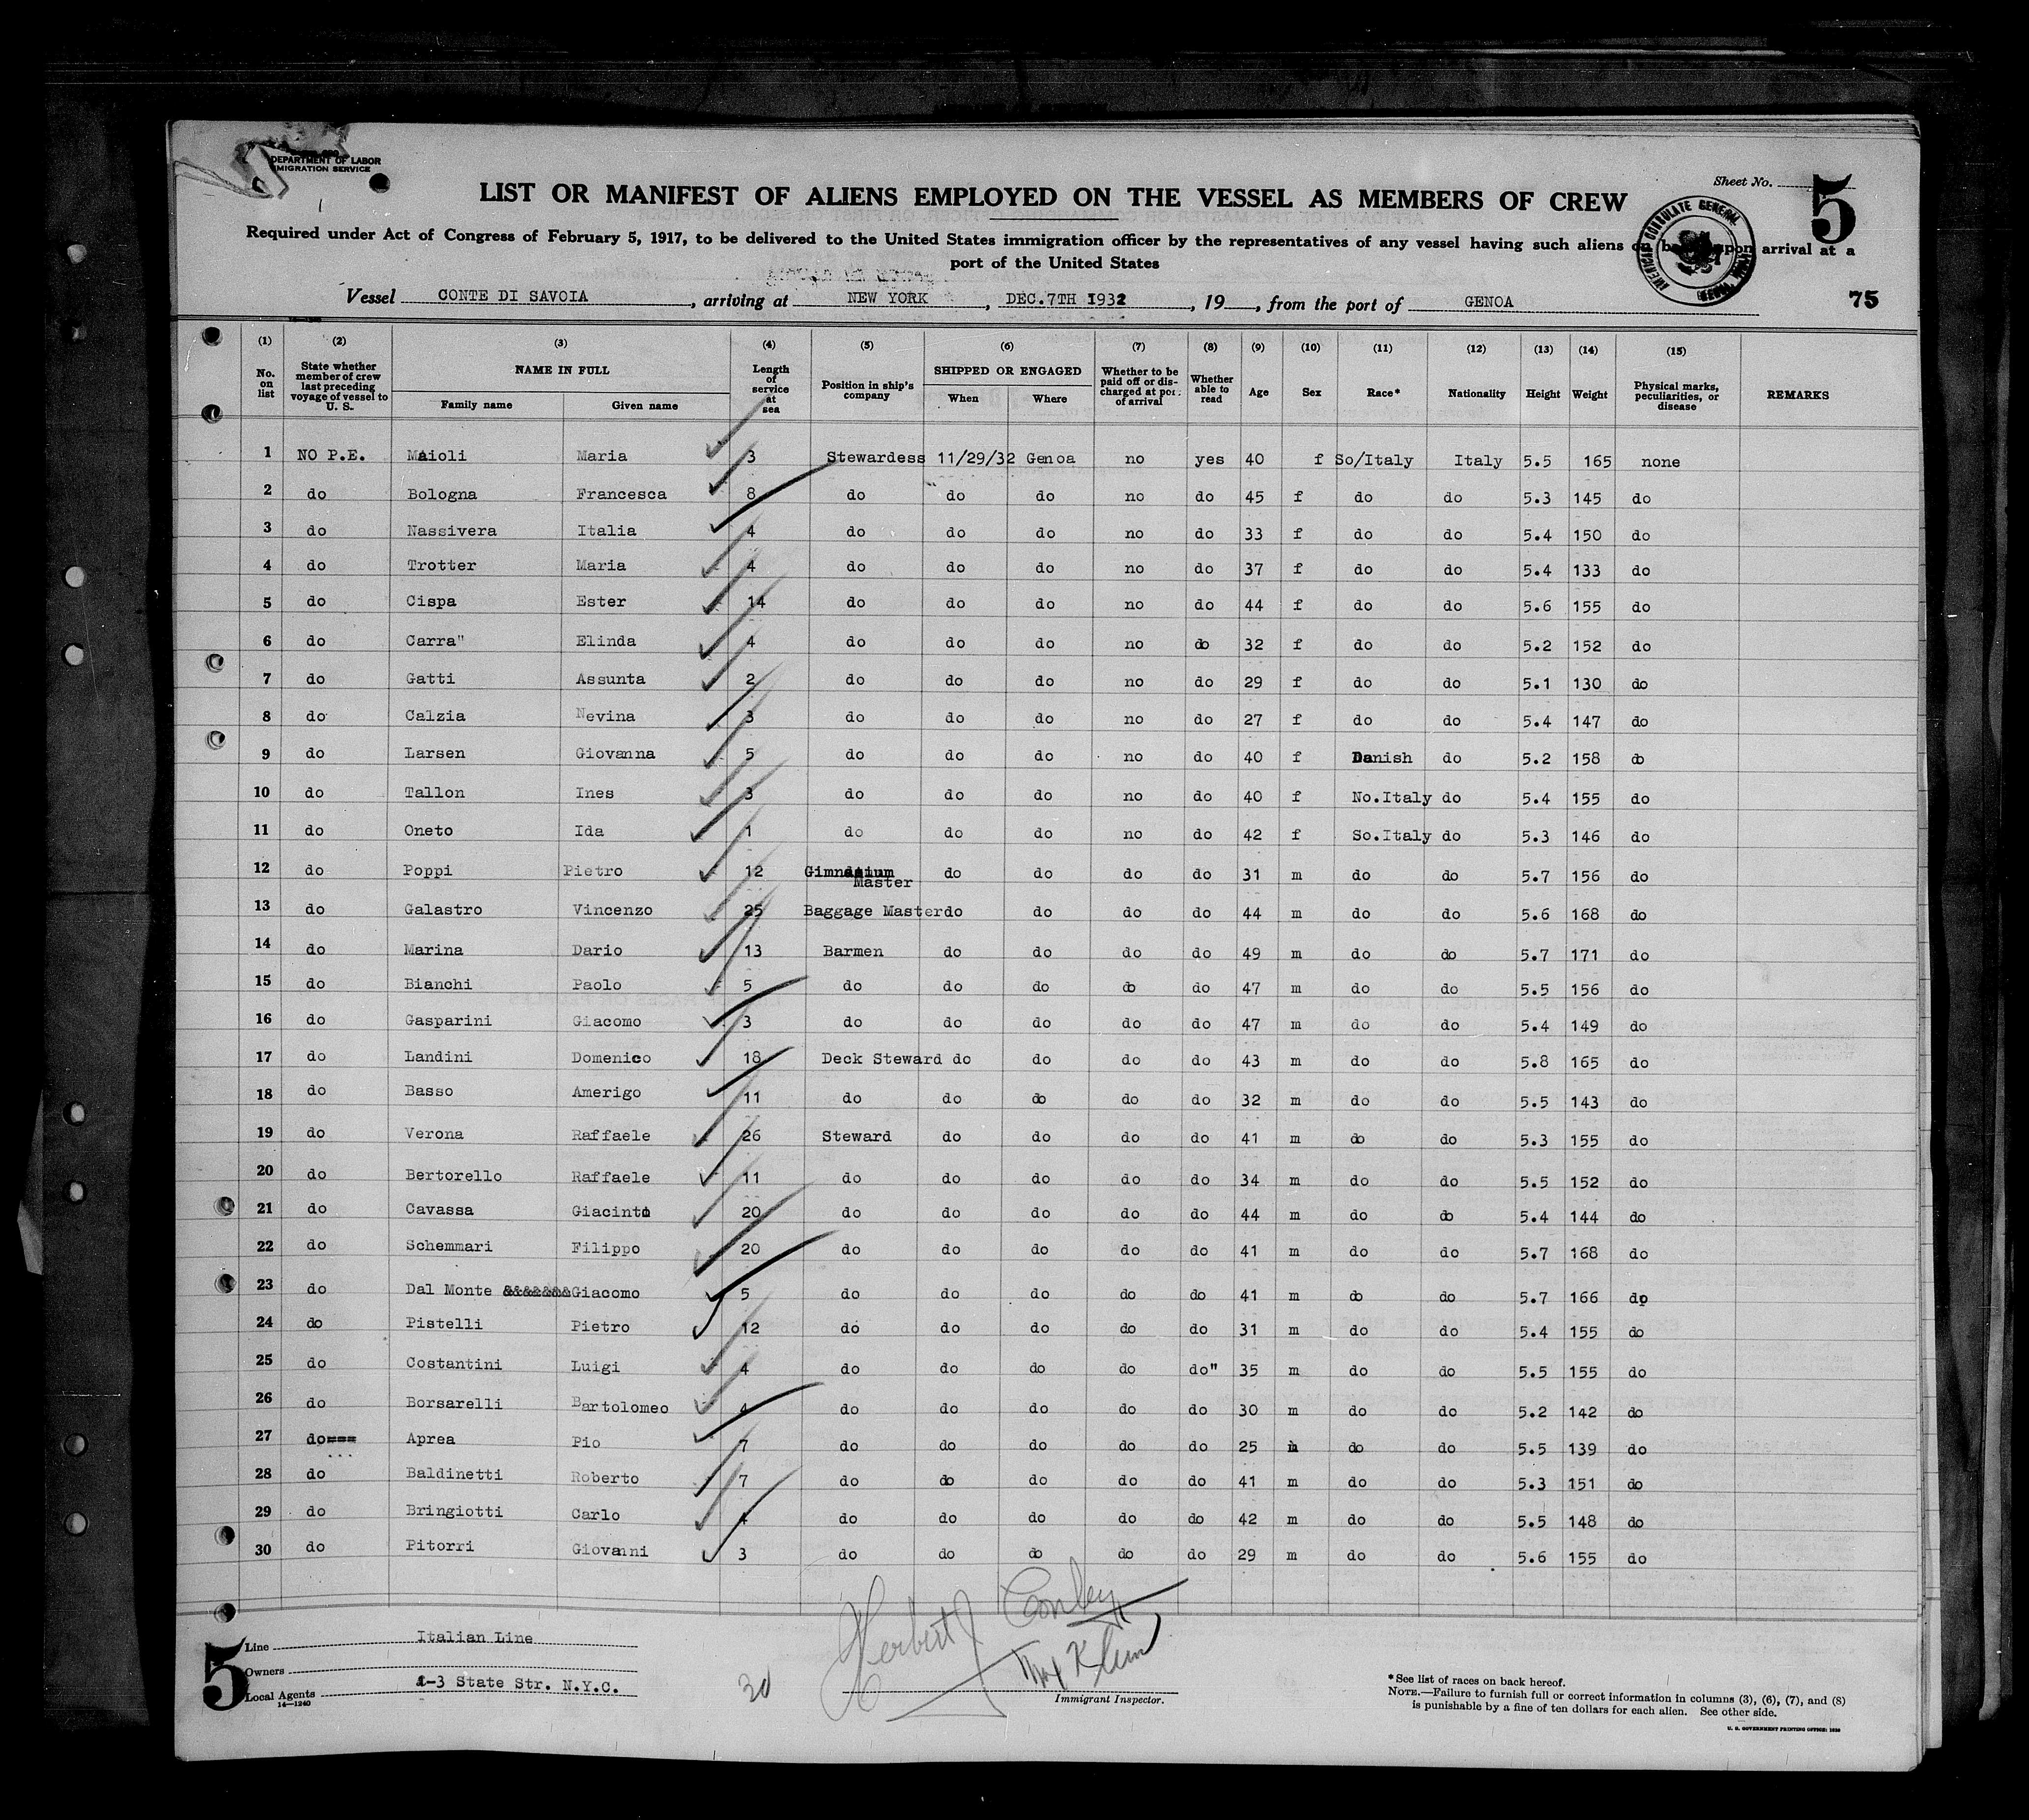 DEPARTMENT OF LABOR
IMMIGRATION SERVICE
Sheet No. 5
LIST OR MANIFEST OF ALIENS EMPLOYED ON THE VESSEL AS MEMBERS OF CREW
Required under Act of Congress of February 5, 1917, to be delivered to the United States immigration officer by the representatives of any vessel having such aliens on board upon arrival at a
port of the United States
AMERICAN CONSULATE GENERAL
Vessel CONTE DI SAVOIA, arriving at NEW YORK, DEC.7TH 1932, 19, from the port of GENOA
75
(1) (2) (3) (4) (5) (6) (7) (8) (9) (10) (11) (12) (13) (14) (15)
No. on list State whether member of crew last preceding voyage of vessel to U. S. NAME IN FULL Family name Given name Length of service at sea Position in ship's company SHIPPED OR ENGAGED When Where Whether to be paid off or discharged at port of arrival Whether able to read Age Sex Race* Nationality Height Weight Physical marks, peculiarities, or disease REMARKS
1 NO P.E. Maioli Maria 3 Stewardess 11/29/32 Genoa no yes 40 f So/Italy Italy 5.5 165 none
2 do Bologna Francesca 8 do do do no do 45 f do do 5.3 145 do
3 do Nassivera Italia 4 do do do no do 33 f do do 5.4 150 do
4 do Trotter Maria 4 do do do no do 37 f do do 5.4 133 do
5 do Cispa Ester 14 do do do no do 44 f do do 5.6 155 do
6 do Carra" Elinda 4 do do do no do 32 f do do 5.2 152 do
7 do Gatti Assunta 2 do do do no do 29 f do do 5.1 130 do
8 do Calzia Nevina 3 do do do no do 27 f do do 5.4 147 do
9 do Larsen Giovanna 5 do do do no do 40 f Danish do 5.2 158 do
10 do Tallon Ines 3 do do do no do 40 f No.Italy do 5.4 155 do
11 do Oneto Ida 1 do do do no do 42 f So.Italy do 5.3 146 do
12 do Poppi Pietro 12 Gimnasium Master do do do do 31 m do do 5.7 156 do
13 do Galastro Vincenzo 25 Baggage Master do do do do 44 m do do 5.6 168 do
14 do Marina Dario 13 Barmen do do do do 49 m do do 5.7 171 do
15 do Bianchi Paolo 5 do do do do do 47 m do do 5.5 156 do
16 do Gasparini Giacomo 3 do do do do do 47 m do do 5.4 149 do
17 do Landini Domenico 18 Deck Steward do do do do 43 m do do 5.8 165 do
18 do Basso Amerigo 11 do do do do do 32 m do do 5.5 143 do
19 do Verona Raffaele 26 Steward do do do do 41 m do do 5.3 155 do
20 do Bertorello Raffaele 11 do do do do do 34 m do do 5.5 152 do
21 do Cavassa Giacinto 20 do do do do do 44 m do do 5.4 144 do
22 do Schemmari Filippo 20 do do do do do 41 m do do 5.7 168 do
23 do Dal Monte &&&&&&& Giacomo 5 do do do do do 41 m do do 5.7 166 do
24 do Pistelli Pietro 12 do do do do do 31 m do do 5.4 155 do
25 do Costantini Luigi 4 do do do do do" 35 m do do 5.5 155 do
26 do Borsarelli Bartolomeo 4 do do do do do 30 m do do 5.2 142 do
27 do=== Aprea Pio 7 do do do do do 25 m do do 5.5 139 do
28 do Baldinetti Roberto 7 do do do do do 41 m do do 5.3 151 do
29 do Bringiotti Carlo 4 do do do do do 42 m do do 5.5 148 do
30 do Pitorri Giovanni 3 do do do do do 29 m do do 5.6 155 do
5
Line Italian Line
Owners
Local Agents 1-3 State Str. N.Y.C.
14—1240
30
Herbert J Conley
Klein
Immigrant Inspector.
*See list of races on back hereof.
NOTE.—Failure to furnish full or correct information in columns (3), (6), (7), and (8)
is punishable by a fine of ten dollars for each alien. See other side.
U. S. GOVERNMENT PRINTING OFFICE: